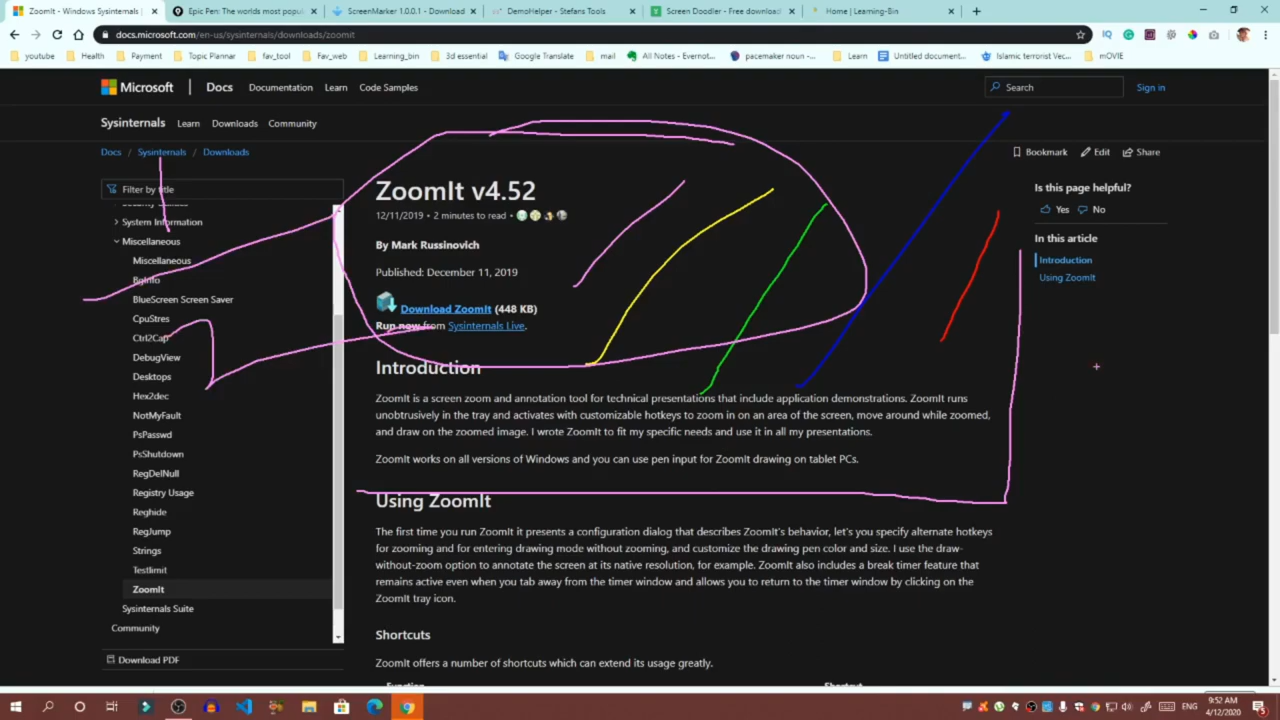 ZoomIt - Windows Sysinternals |
Epic Pen: The worlds most popul
ScreenMarker 1.0.0.1 - Download
DemoHelper - Stefans Tools
Screen Doodler - Free download
Home | Learning-Bin
docs.microsoft.com/en-us/sysinternals/downloads/zoomit
youtube
Health
Payment
Topic Plannar
fav_tool
Fav_web
Learning_bin
3d essential
Google Translate
mail
All Notes - Evernot...
pacemaker noun -...
Learn
Untitled document...
Islamic terrorist Vec...
mOVIE
Microsoft
Docs
Documentation
Learn
Code Samples
Search
Sign in
Sysinternals
Learn
Downloads
Community
Docs / Sysinternals / Downloads
Bookmark
Edit
Share
Filter by title
Security Utilities
System Information
Miscellaneous
Miscellaneous
BgInfo
BlueScreen Screen Saver
CpuStres
Ctrl2Cap
DebugView
Desktops
Hex2dec
NotMyFault
PsPasswd
PsShutdown
RegDelNull
Registry Usage
Reghide
RegJump
Strings
Testlimit
ZoomIt
Sysinternals Suite
Community
Download PDF
ZoomIt v4.52
12/11/2019 • 2 minutes to read •
By Mark Russinovich
Published: December 11, 2019
Download ZoomIt (448 KB)
Run now from Sysinternals Live.
Introduction
ZoomIt is a screen zoom and annotation tool for technical presentations that include application demonstrations. ZoomIt runs
unobtrusively in the tray and activates with customizable hotkeys to zoom in on an area of the screen, move around while zoomed,
and draw on the zoomed image. I wrote ZoomIt to fit my specific needs and use it in all my presentations.
ZoomIt works on all versions of Windows and you can use pen input for ZoomIt drawing on tablet PCs.
Using ZoomIt
The first time you run ZoomIt it presents a configuration dialog that describes ZoomIt's behavior, let's you specify alternate hotkeys
for zooming and for entering drawing mode without zooming, and customize the drawing pen color and size. I use the draw-
without-zoom option to annotate the screen at its native resolution, for example. ZoomIt also includes a break timer feature that
remains active even when you tab away from the timer window and allows you to return to the timer window by clicking on the
ZoomIt tray icon.
Shortcuts
ZoomIt offers a number of shortcuts which can extend its usage greatly.
Function
Shortcut
Is this page helpful?
Yes
No
In this article
Introduction
Using ZoomIt
ENG
9:52 AM
4/12/2020
5